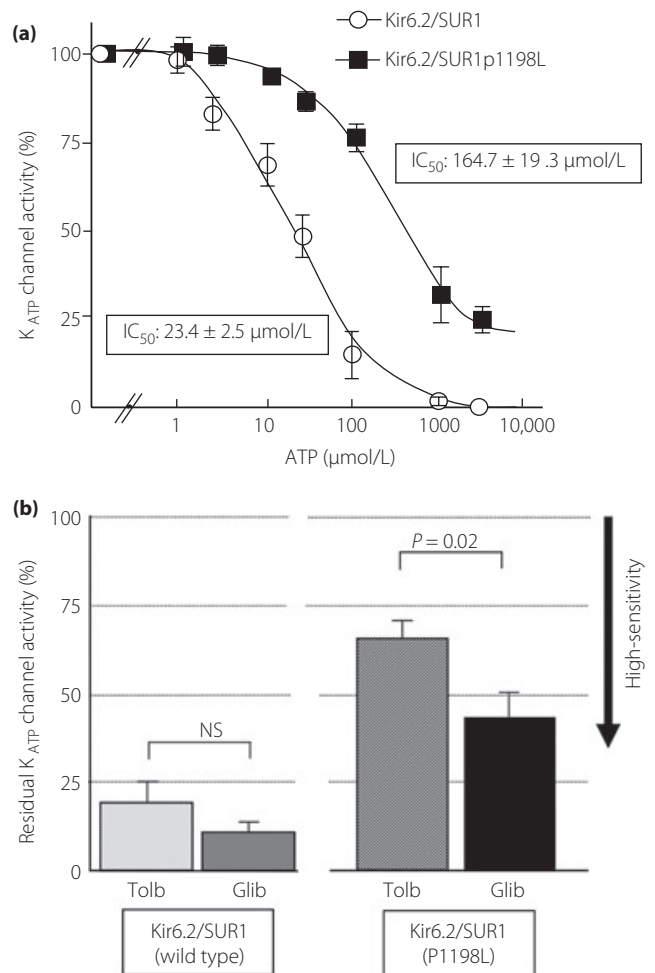 (a)
Kir6.2/SUR1
Kir6.2/SUR1p1198L
100
75
50
25
0
K ATP channel activity (%)
IC50: 164.7 ± 19 .3 µmol/L
IC50: 23.4 ± 2.5 µmol/L
1
10
100
1000
10,000
ATP (µmol/L)
(b)
100
75
50
25
0
Residual KATP channel activity (%)
NS
P = 0.02
High-sensitivity
Tolb
Glib
Tolb
Glib
Kir6.2/SUR1
(wild type)
Kir6.2/SUR1
(P1198L)